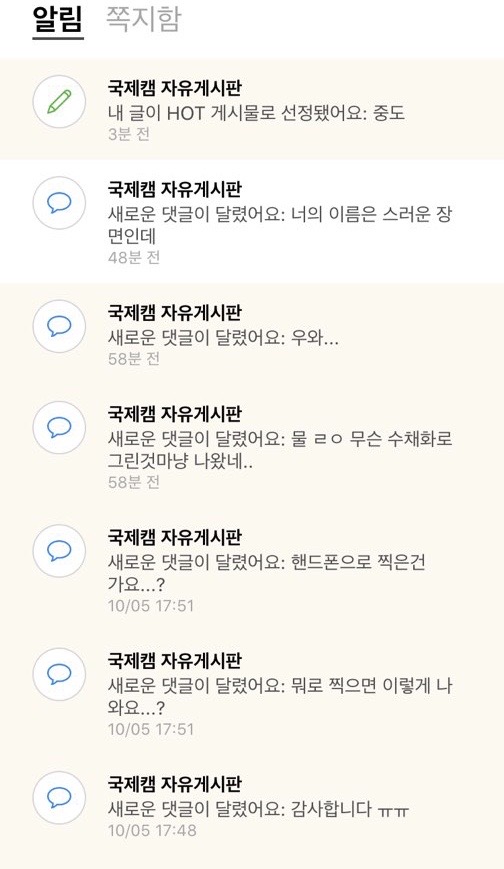 알림 쪽지함
국제캠 자유게시판
내 글이 HOT 게시물로 선정됐어요: 중도
3분 전
국제캠 자유게시판
새로운 댓글이 달렸어요: 너의 이름은 스러운 장
면인데
48분 전
국제캠 자유게시판
새로운 댓글이 달렸어요: 우와...
58분 전
국제캠 자유게시판
새로운 댓글이 달렸어요: 물 ㄹㅇ 무슨 수채화로
그린것마냥 나왔네..
58분 전
국제캠 자유게시판
새로운 댓글이 달렸어요: 핸드폰으로 찍은건
가요...?
10/05 17:51
국제캠 자유게시판
새로운 댓글이 달렸어요: 뭐로 찍으면 이렇게 나
와요...?
10/05 17:51
국제캠 자유게시판
새로운 댓글이 달렸어요: 감사합니다 ㅠㅠ
10/05 17:48